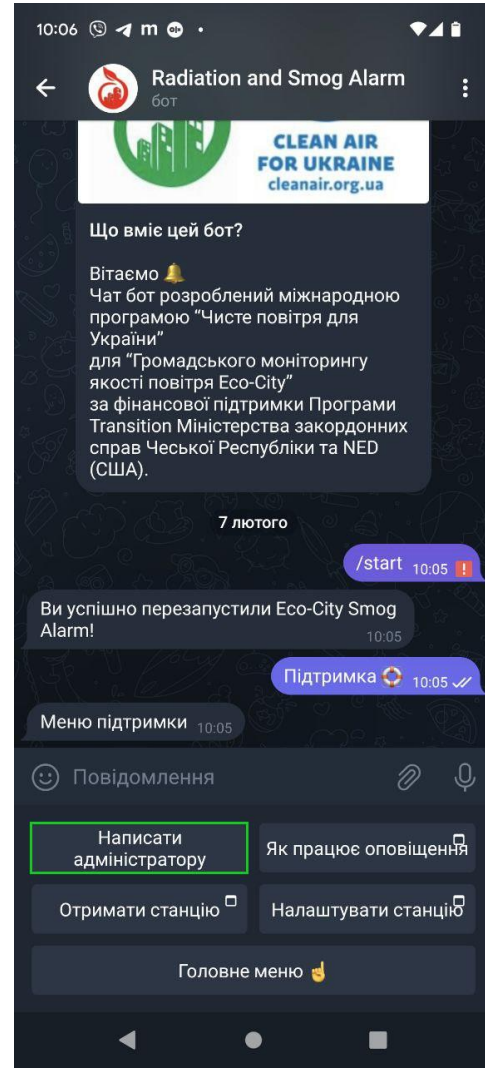 10:06
Radiation and Smog Alarm
бот
CLEAN AIR
FOR UKRAINE
cleanair.org.ua
Що вміє цей бот?
Вітаємо 🔔
Чат бот розроблений міжнародною
програмою “Чисте повітря для
України”
для “Громадського моніторингу
якості повітря Eco-City”
за фінансової підтримки Програми
Transition Міністерства закордонних
справ Чеської Республіки та NED
(США).
7 лютого
/start 10:05
Ви успішно перезапустили Eco-City Smog
Alarm!
10:05
Підтримка 🛟 10:05
Меню підтримки 10:05
Повідомлення
Написати
адміністратору
Як працює оповіщення
Отримати станцію
Налаштувати станцію
Головне меню ☝